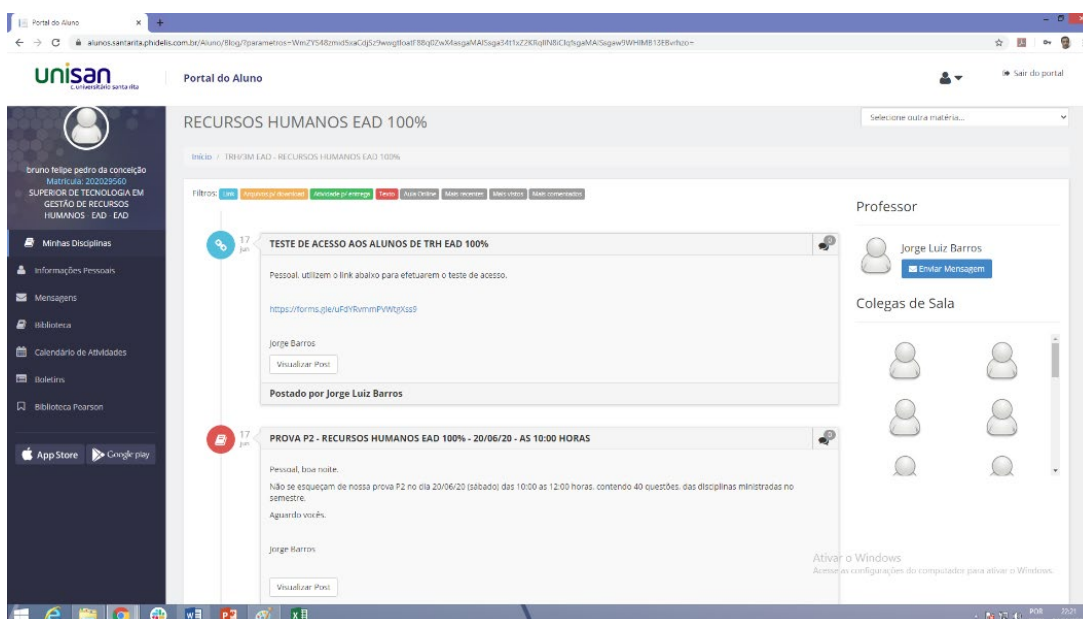 Portal do Aluno
alunos.santarita.phidelis.com.br/Aluno/Blog/?parametros=
unisan
c.universitário santa rita
Portal do Aluno
Sair do portal
bruno felipe pedro da conceição
Matrícula: 202029560
SUPERIOR DE TECNOLOGIA EM
GESTÃO DE RECURSOS
HUMANOS - EAD - EAD
Minhas Disciplinas
Informações Pessoais
Mensagens
Biblioteca
Calendário de Atividades
Boletins
Biblioteca Pearson
App Store
Google play
RECURSOS HUMANOS EAD 100%
Selecione outra matéria...
Início / TRH/3M EAD - RECURSOS HUMANOS EAD 100%
Filtros: Link Arquivos p/ download Atividade p/ entrega Texto Aula Online Mais recentes Mais vistos Mais comentados
17
jun
TESTE DE ACESSO AOS ALUNOS DE TRH EAD 100%
0
Pessoal, utilizem o link abaixo para efetuarem o teste de acesso.
Jorge Barros
Visualizar Post
Postado por Jorge Luiz Barros
17
jun
PROVA P2 - RECURSOS HUMANOS EAD 100% - 20/06/20 - AS 10:00 HORAS
0
Pessoal, boa noite.
Não se esqueçam de nossa prova P2 no dia 20/06/20 (sábado) das 10:00 as 12:00 horas, contendo 40 questões, das disciplinas ministradas no
semestre.
Aguardo vocês.
Jorge Barros
Visualizar Post
Professor
Jorge Luiz Barros
Enviar Mensagem
Colegas de Sala
Ativar o Windows
Acesse as configurações do computador para ativar o Windows.
POR
22:21